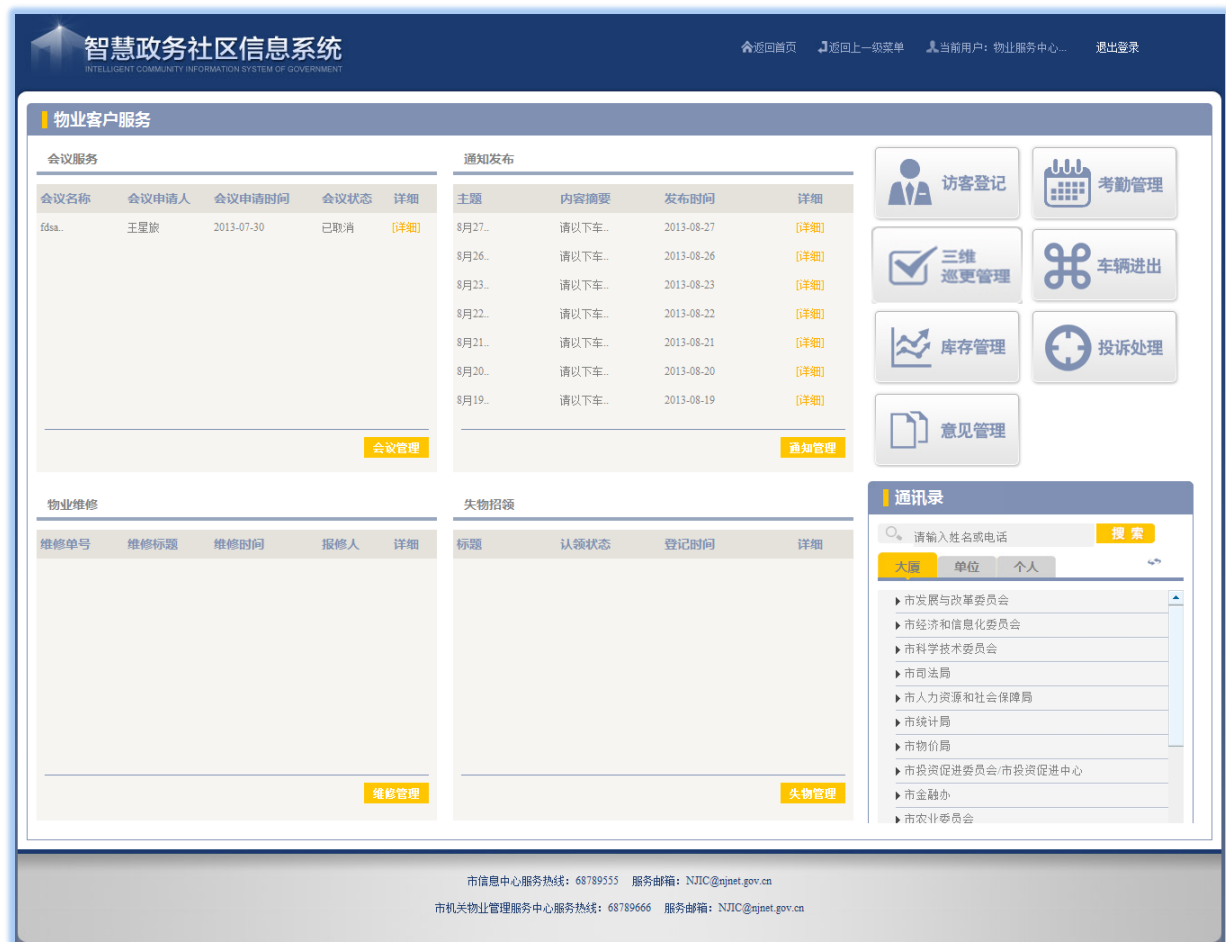 智慧政务社区信息系统
INTELLIGENT COMMUNITY INFORMATION SYSTEM OF GOVERNMENT
返回首页 返回上一级菜单 当前用户：物业服务中心... 退出登录
物业客户服务
会议服务
会议名称 会议申请人 会议申请时间 会议状态 详细
fdsa.. 王星旅 2013-07-30 已取消 [详细]
会议管理
通知发布
主题 内容摘要 发布时间 详细
8月27.. 请以下车.. 2013-08-27 [详细]
8月26.. 请以下车.. 2013-08-26 [详细]
8月23.. 请以下车.. 2013-08-23 [详细]
8月22.. 请以下车.. 2013-08-22 [详细]
8月21.. 请以下车.. 2013-08-21 [详细]
8月20.. 请以下车.. 2013-08-20 [详细]
8月19.. 请以下车.. 2013-08-19 [详细]
通知管理
访客登记
考勤管理
三维
巡更管理
车辆进出
库存管理
投诉处理
意见管理
物业维修
维修单号 维修标题 维修时间 报修人 详细
维修管理
失物招领
标题 认领状态 登记时间 详细
失物管理
通讯录
请输入姓名或电话 搜 索
大厦 单位 个人
市发展与改革委员会
市经济和信息化委员会
市科学技术委员会
市司法局
市人力资源和社会保障局
市统计局
市物价局
市投资促进委员会/市投资促进中心
市金融办
市农业委员会
市信息中心服务热线：68789555 服务邮箱：NJIC@njnet.gov.cn
市机关物业管理服务中心服务热线：68789666 服务邮箱：NJIC@njnet.gov.cn